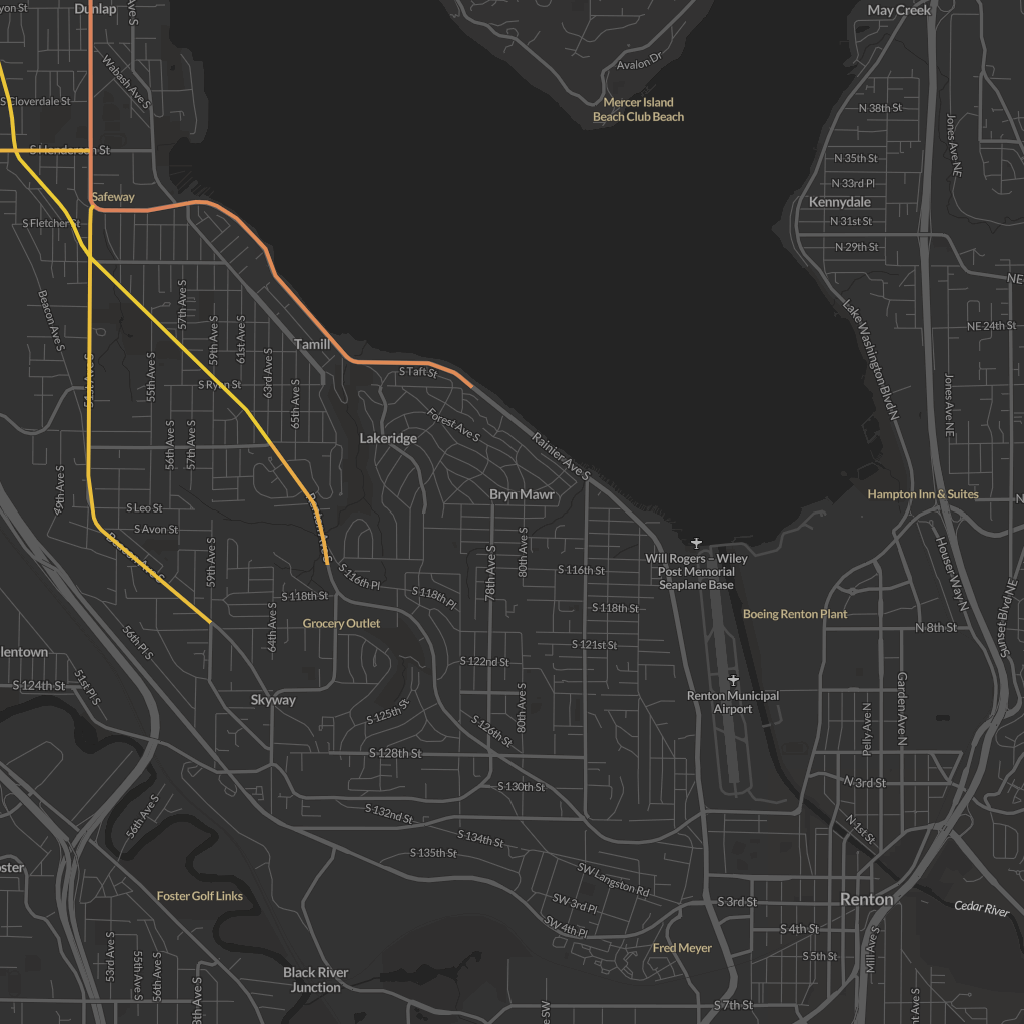 yon St
Dunlap
Ave S
May Creek
Wabash Ave S
Avalon Dr
S Cloverdale St
Mercer Island
Beach Club Beach
N 38th St
Jones Ave NE
S Henderson St
N 35th St
N 33rd Pl
Safeway
Kennydale
S Fletcher St
N 31st St
N 29th St
NE
57th Ave S
Beacon Ave S
Lake Washington Blvd N
NE 24th St
59th Ave S
61st Ave S
Tamill
63rd Ave S
55th Ave S
51st Ave S
S Taft St
S Ryan St
65th Ave S
Jones Ave NE
Forest Ave S
Lakeridge
56th Ave S
57th Ave S
Rainier Ave S
49th Ave S
Bryn Mawr
Hampton Inn & Suites
N
S Leo St
S Avon St
Beacon Ave S
59th Ave S
80th Ave S
78th Ave S
Will Rogers – Wiley
Post Memorial
Seaplane Base
S 116th Pl
S 116th St
Houser Way N
S 118th St
S 118th Pl
S 118th St
Boeing Renton Plant
Sunset Blvd NE
Grocery Outlet
64th Ave S
N 8th St
56th Pl S
S 121st St
llentown
S 122nd St
S 124th St
51st Pl S
Skyway
Renton Municipal
Airport
80th Ave S
Garden Ave N
S 125th St
Pelly Ave N
S 126th St
S 128th St
N 3rd St
S 130th St
56th Ave S
S 132nd St
N 1st St
S 134th St
S 135th St
oster
SW Langston Rd
Foster Golf Links
SW 3rd Pl
S 3rd St
Renton
Cedar River
SW 4th Pl
S 4th St
Fred Meyer
Mill Ave S
S 5th St
53rd Ave S
55th Ave S
56th Ave S
Black River
Junction
8th Ave S
e SW
S 7th St
nt Ave S